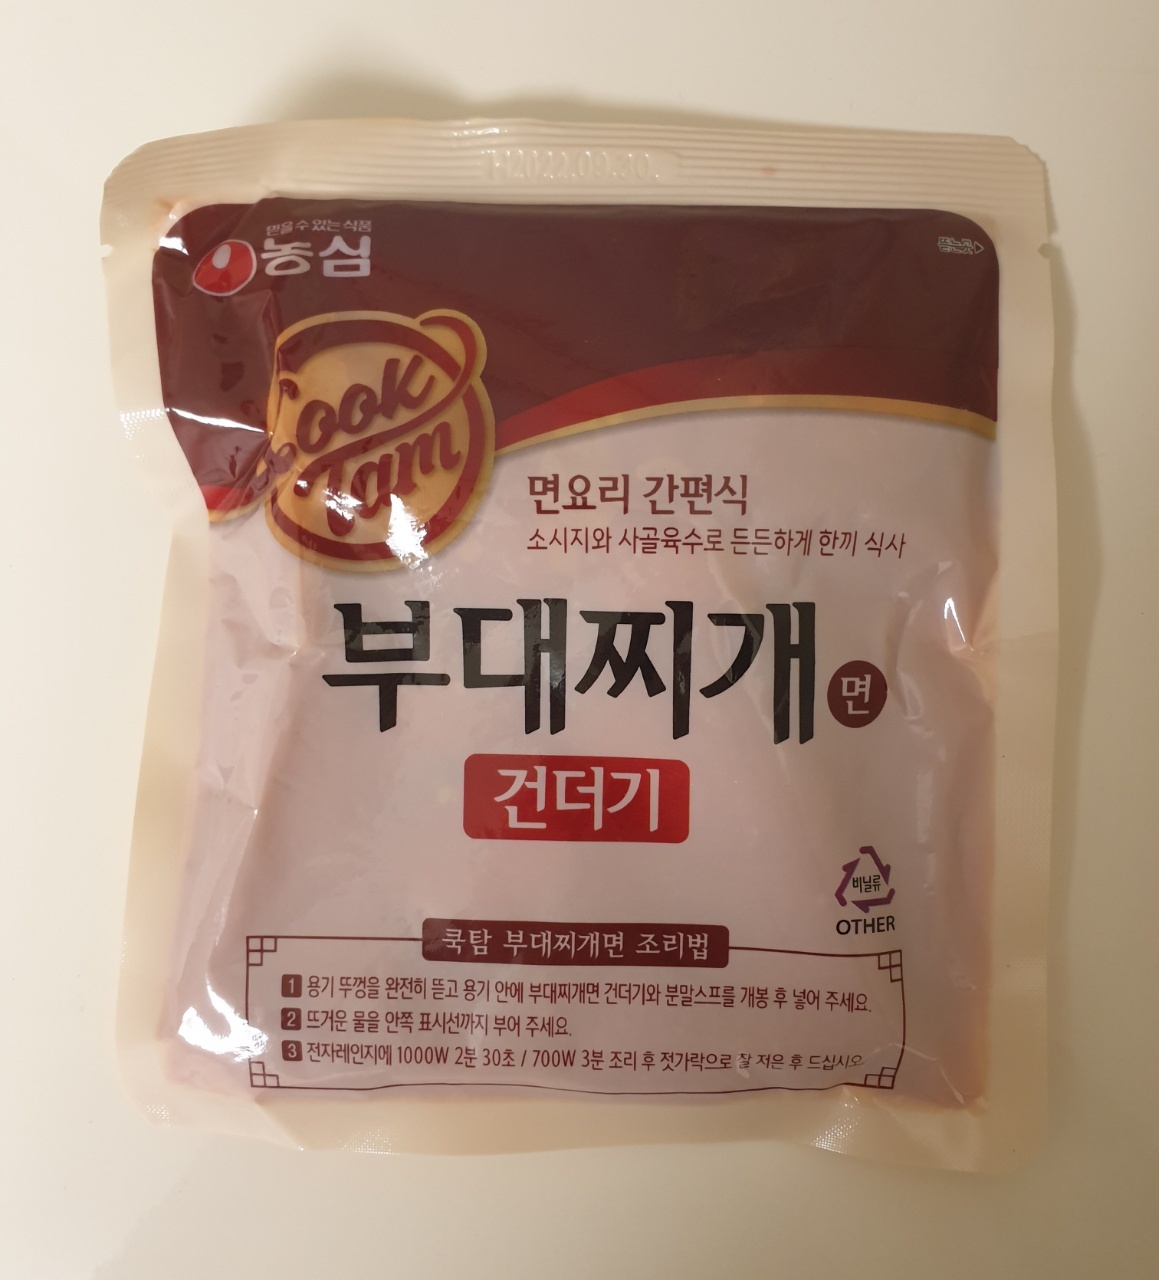 믿을 수 있는 식품
농심
뜯는곳▷
Cook
Tam
면요리 간편식
소시지와 사골육수로 든든하게 한끼 식사
부대찌개 면
건더기
비닐류
OTHER
쿡탐 부대찌개면 조리법
1 용기 뚜껑을 완전히 뜯고 용기 안에 부대찌개면 건더기와 분말스프를 개봉 후 넣어 주세요.
2 뜨거운 물을 안쪽 표시선까지 부어 주세요.
3 전자레인지에 1000W 2분 30초 / 700W 3분 조리 후 젓가락으로 잘 저은 후 드십시오